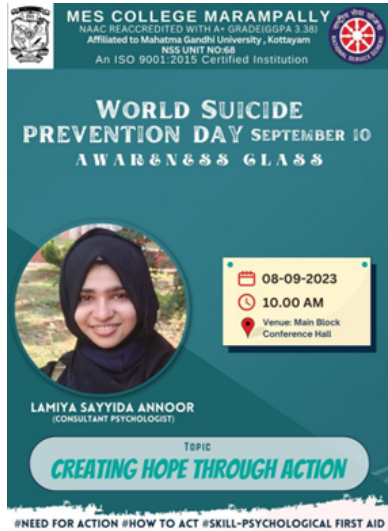 MES COLLEGE MARAMPALLY
NAAC REACCREDITED WITH A+ GRADE(GGPA 3.38)
Affiliated to Mahatma Gandhi University , Kottayam
NSS UNIT NO:68
An ISO 9001:2015 Certified Institution
WORLD SUICIDE
PREVENTION DAY SEPTEMBER 10
AWARENESS CLASS
08-09-2023
10.00 AM
Venue: Main Block
Conference Hall
LAMIYA SAYYIDA ANNOOR
(CONSULTANT PSYCHOLOGIST)
TOPIC
CREATING HOPE THROUGH ACTION
#NEED FOR ACTION #HOW TO ACT #SKILL-PSYCHOLOGICAL FIRST AID